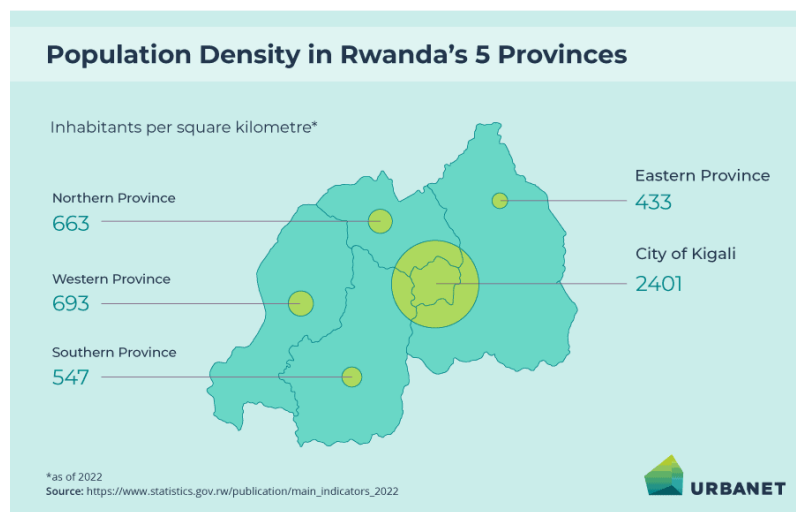 Population Density in Rwanda's 5 Provinces
Inhabitants per square kilometre*
Northern Province
663
Western Province
693
Southern Province
547
Eastern Province
433
City of Kigali
2401
*as of 2022
Source: https://www.statistics.gov.rw/publication/main_indicators_2022
URBANET